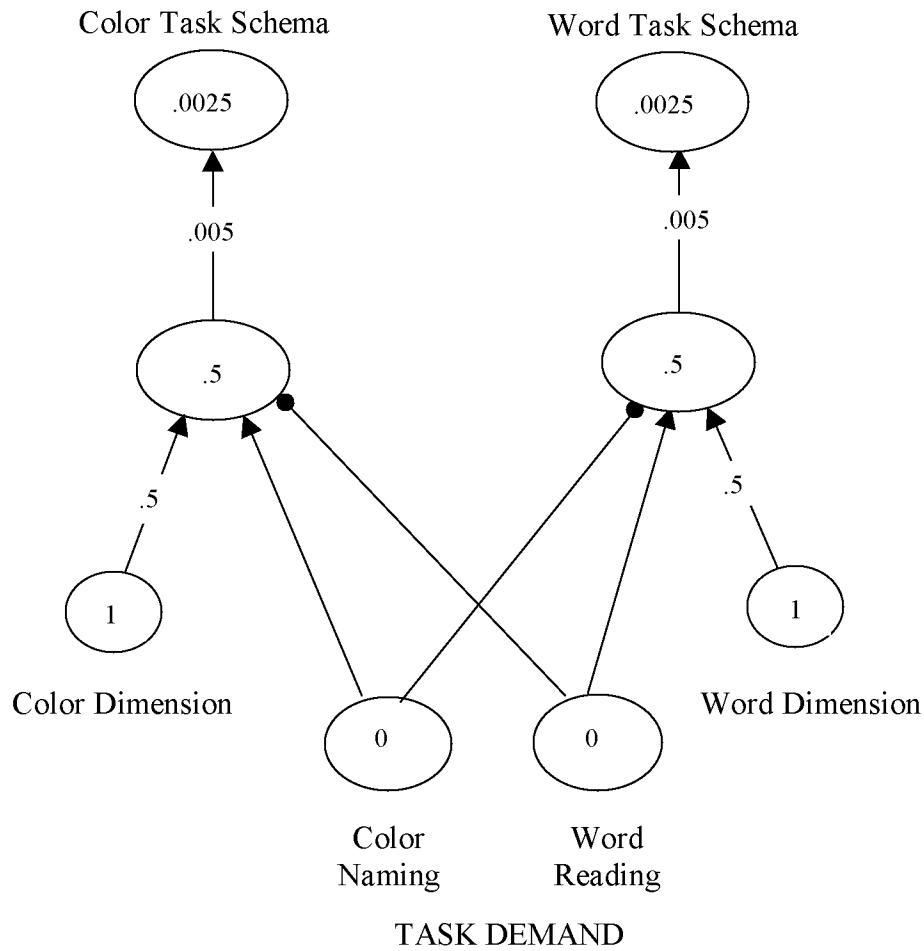 Color Task Schema
Word Task Schema
.0025
.0025
.005
.005
.5
.5
.5
.5
1
1
Color Dimension
Word Dimension
0
0
Color
Naming
Word
Reading
TASK DEMAND